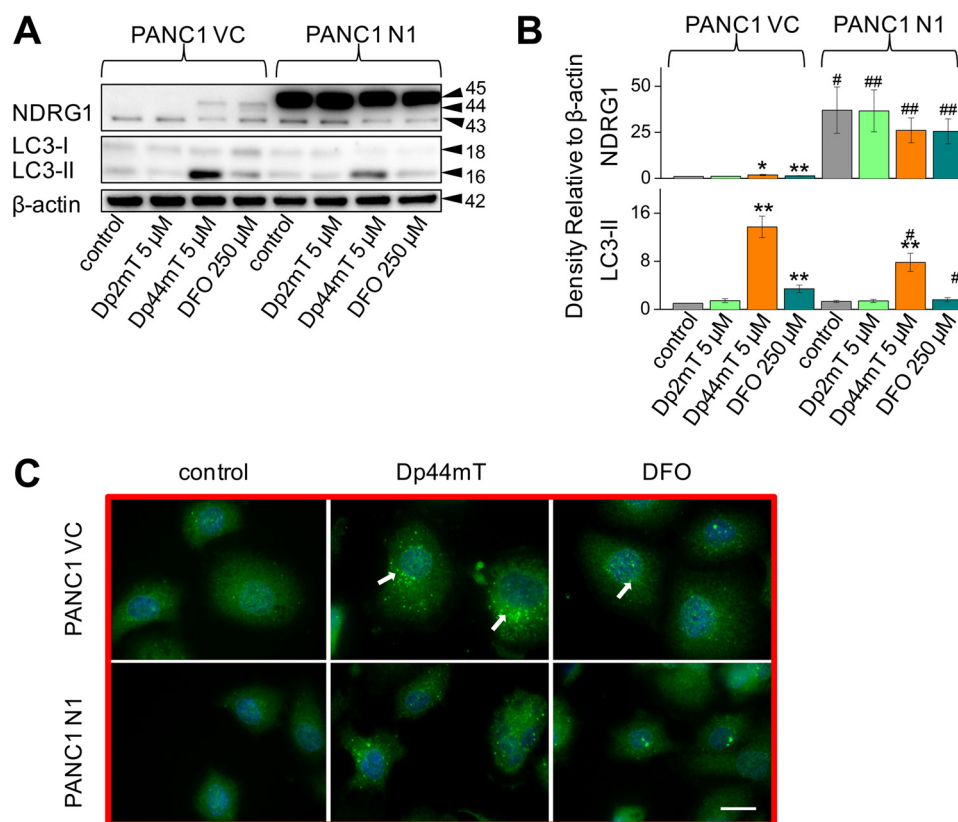 A
PANC1 VC
PANC1 N1
NDRG1
LC3-I
LC3-II
β-actin
45
44
43
18
16
42
control
Dp2mT 5 µM
Dp44mT 5 µM
DFO 250 µM
control
Dp2mT 5 µM
Dp44mT 5 µM
DFO 250 µM
B
PANC1 VC
PANC1 N1
Density Relative to β-actin
NDRG1
50
25
0
* ** # ## ## ##
LC3-II
16
8
0
** ** # ** #
control
Dp2mT 5 µM
Dp44mT 5 µM
DFO 250 µM
control
Dp2mT 5 µM
Dp44mT 5 µM
DFO 250 µM
C
control
Dp44mT
DFO
PANC1 VC
PANC1 N1